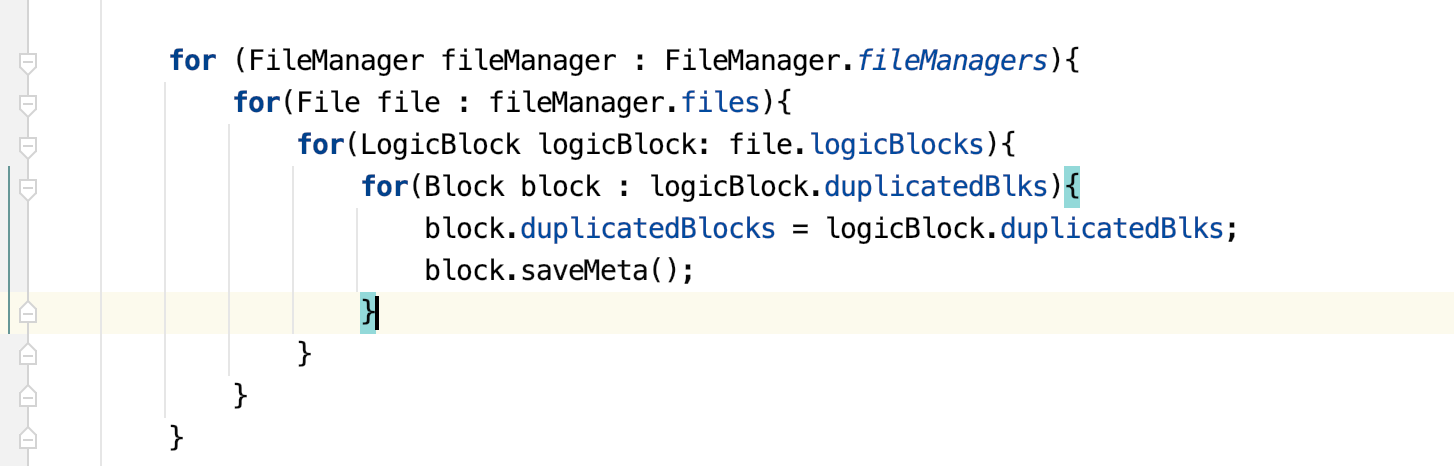 for (FileManager fileManager : FileManager.fileManagers){
for(File file : fileManager.files){
for(LogicBlock logicBlock: file.logicBlocks){
for(Block block : logicBlock.duplicatedBlks){
block.duplicatedBlocks = logicBlock.duplicatedBlks;
block.saveMeta();
}
}
}
}